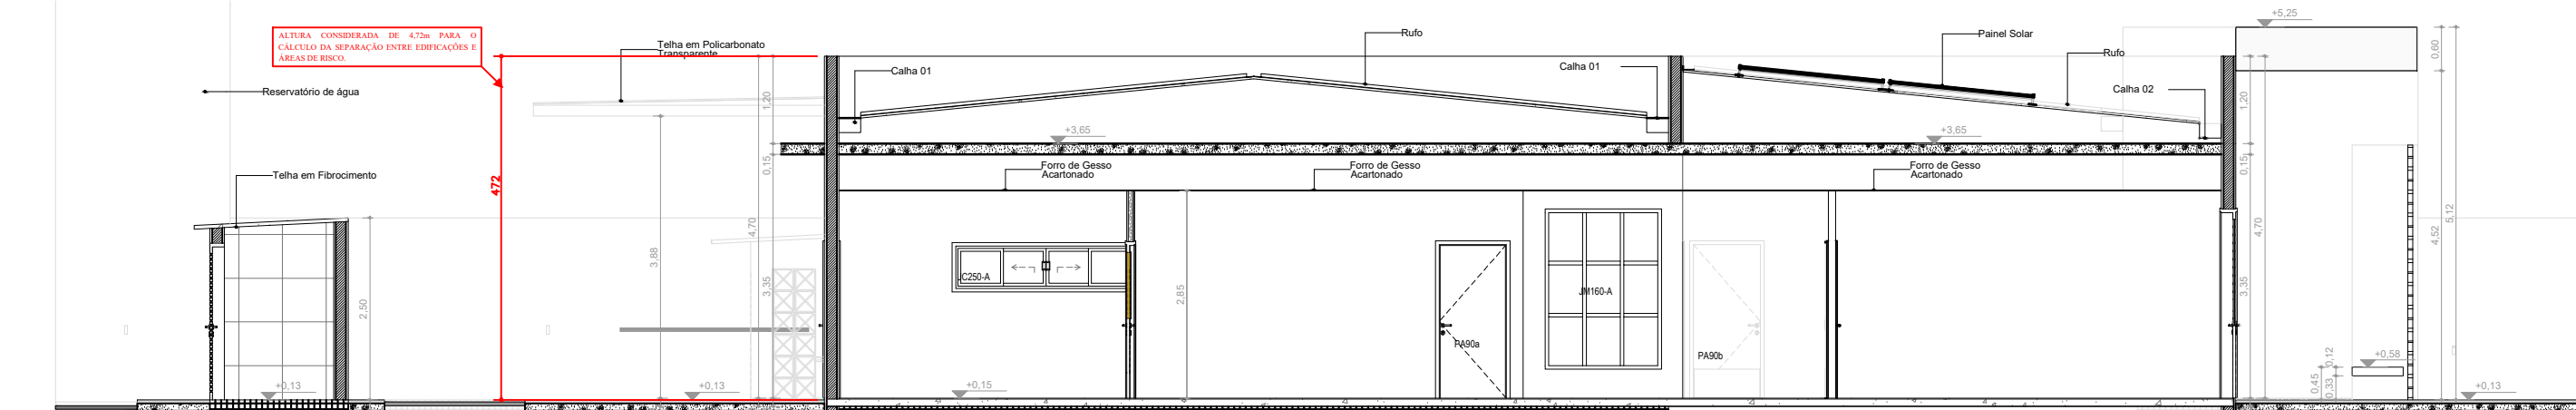 ALTURA CONSIDERADA DE 4,72m PARA O
CÁLCULO DA SEPARAÇÃO ENTRE EDIFICAÇÕES E
ÁREAS DE RISCO.
Reservatório de água
Telha em Fibrocimento
Telha em Policarbonato
Transparente
Calha 01
Rufo
Calha 01
Painel Solar
Rufo
Calha 02
+5,25
0,60
1,20
1,20
+3,65
+3,65
0,15
0,15
Forro de Gesso
Acartonado
Forro de Gesso
Acartonado
Forro de Gesso
Acartonado
472
4,70
3,88
3,35
2,50
2,85
C250-A
JM160-A
PA90a
PA90b
4,70
3,35
4,52
5,12
+0,13
+0,13
+0,15
0,45
0,33
0,12
+0,58
+0,13